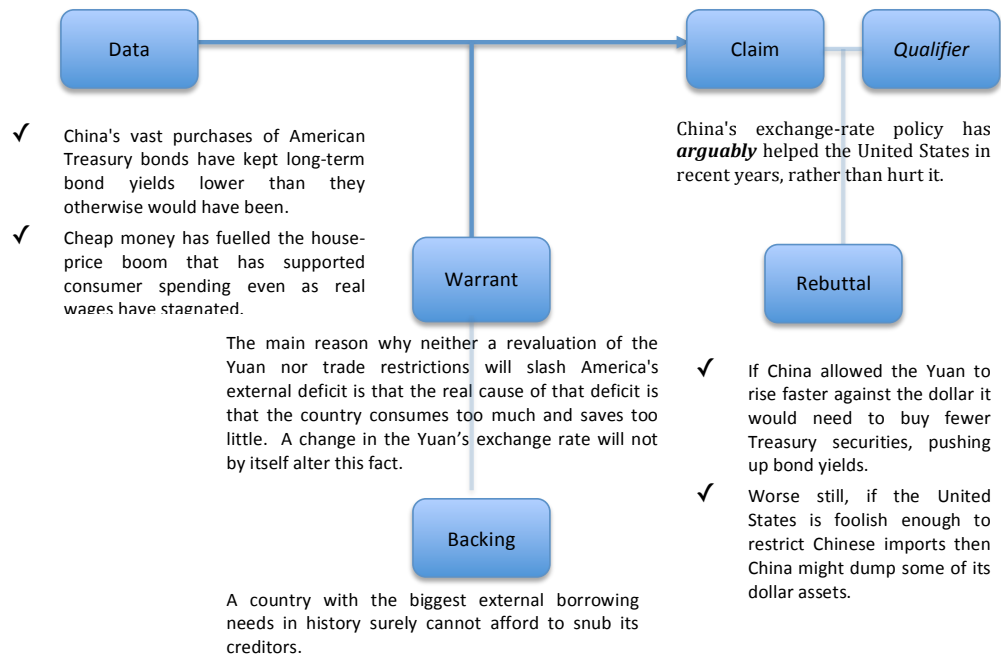 Data
Claim
Qualifier
✓ China's vast purchases of American
Treasury bonds have kept long-term
bond yields lower than they
otherwise would have been.
✓ Cheap money has fuelled the house-
price boom that has supported
consumer spending even as real
wages have stagnated.
China's exchange-rate policy has
arguably helped the United States in
recent years, rather than hurt it.
Warrant
Rebuttal
The main reason why neither a revaluation of the
Yuan nor trade restrictions will slash America's
external deficit is that the real cause of that deficit is
that the country consumes too much and saves too
little. A change in the Yuan’s exchange rate will not
by itself alter this fact.
✓ If China allowed the Yuan to
rise faster against the dollar it
would need to buy fewer
Treasury securities, pushing
up bond yields.
✓ Worse still, if the United
States is foolish enough to
restrict Chinese imports then
China might dump some of its
dollar assets.
Backing
A country with the biggest external borrowing
needs in history surely cannot afford to snub its
creditors.